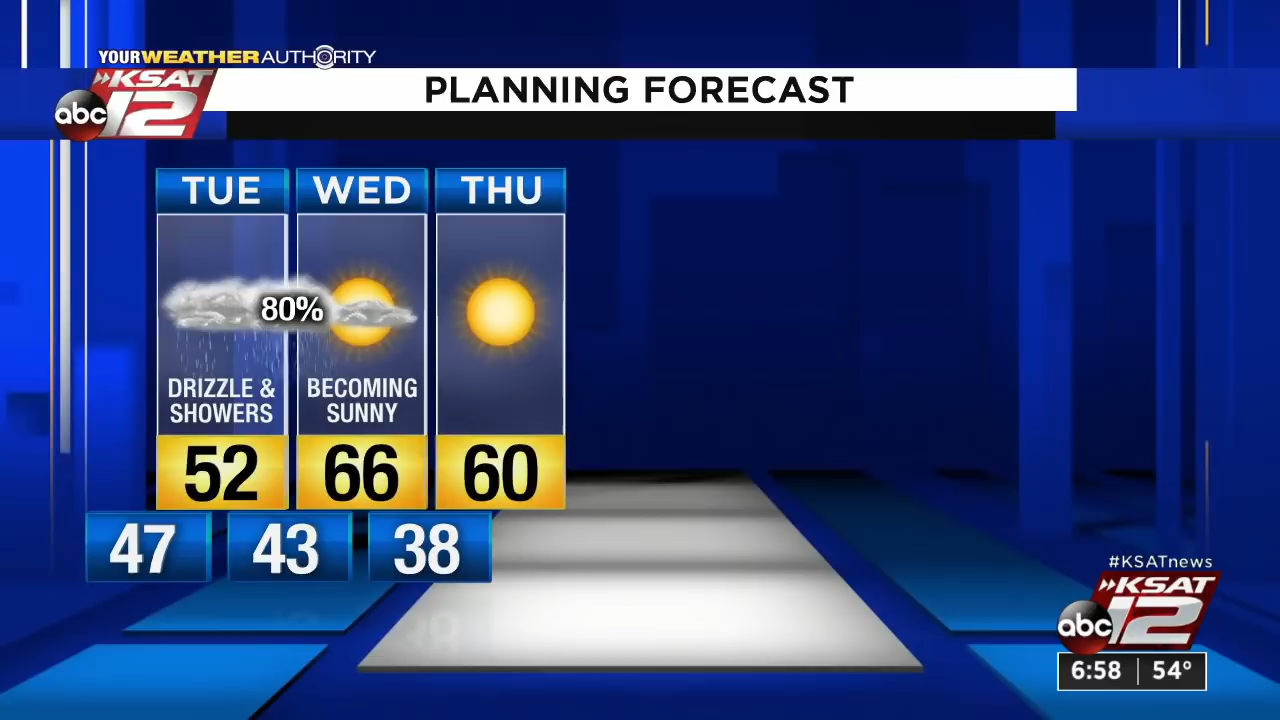 YOURWEATHERAUTHORITY
KSAT
abc 12
PLANNING FORECAST
TUE WED THU
80%
DRIZZLE & SHOWERS
BECOMING SUNNY
52 66 60
47 43 38
#KSATnews
KSAT
abc 12
6:58 54°